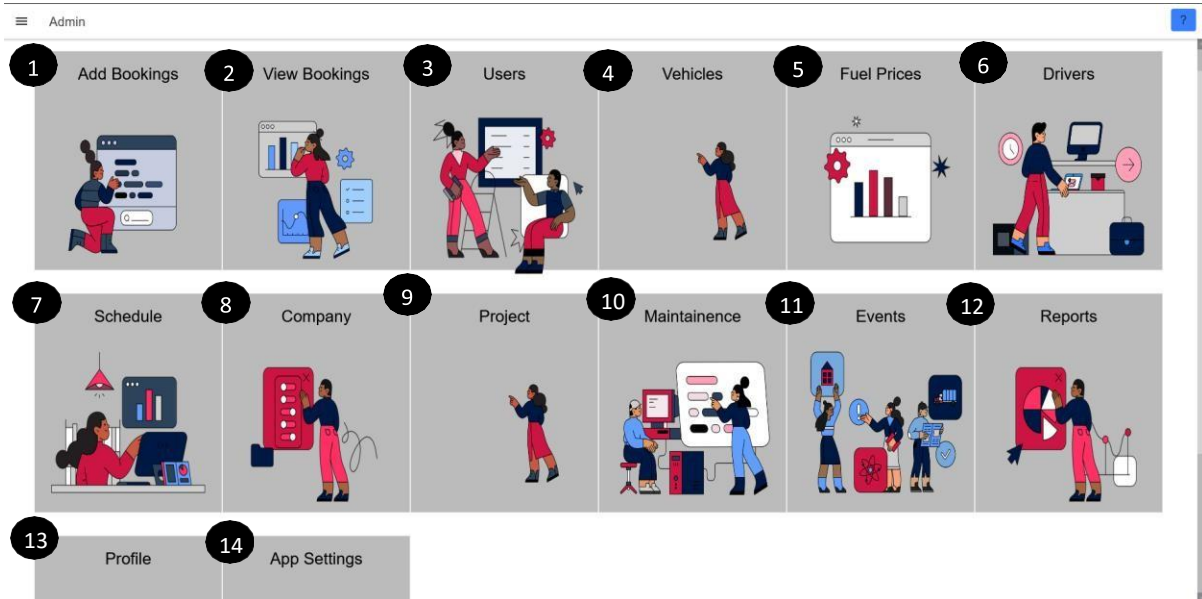 Admin
?
1 Add Bookings
2 View Bookings
3 Users
4 Vehicles
5 Fuel Prices
6 Drivers
7 Schedule
8 Company
9 Project
10 Maintainence
11 Events
12 Reports
13 Profile
14 App Settings